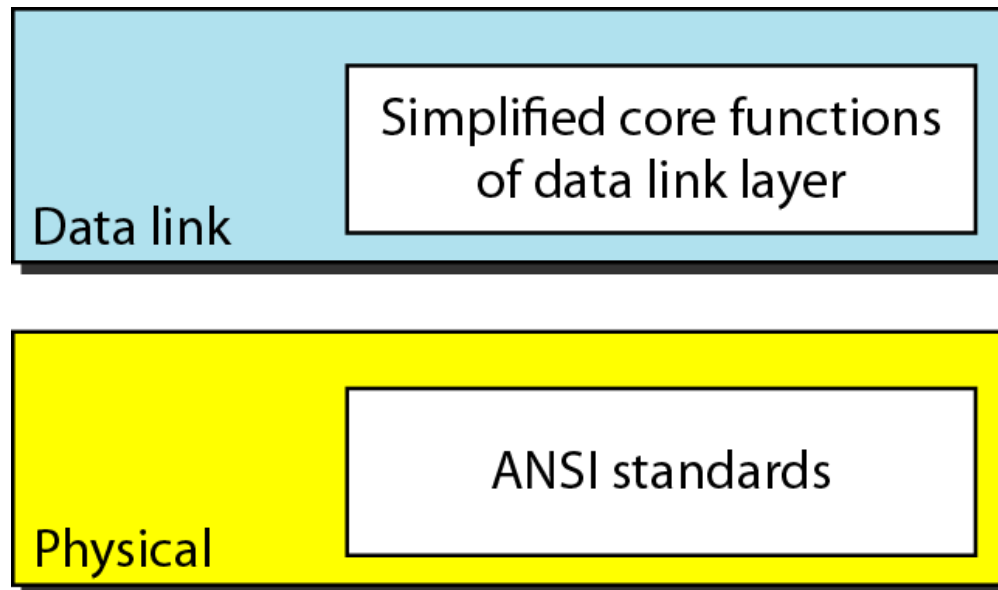 Simplified core functions
of data link layer
Data link
ANSI standards
Physical